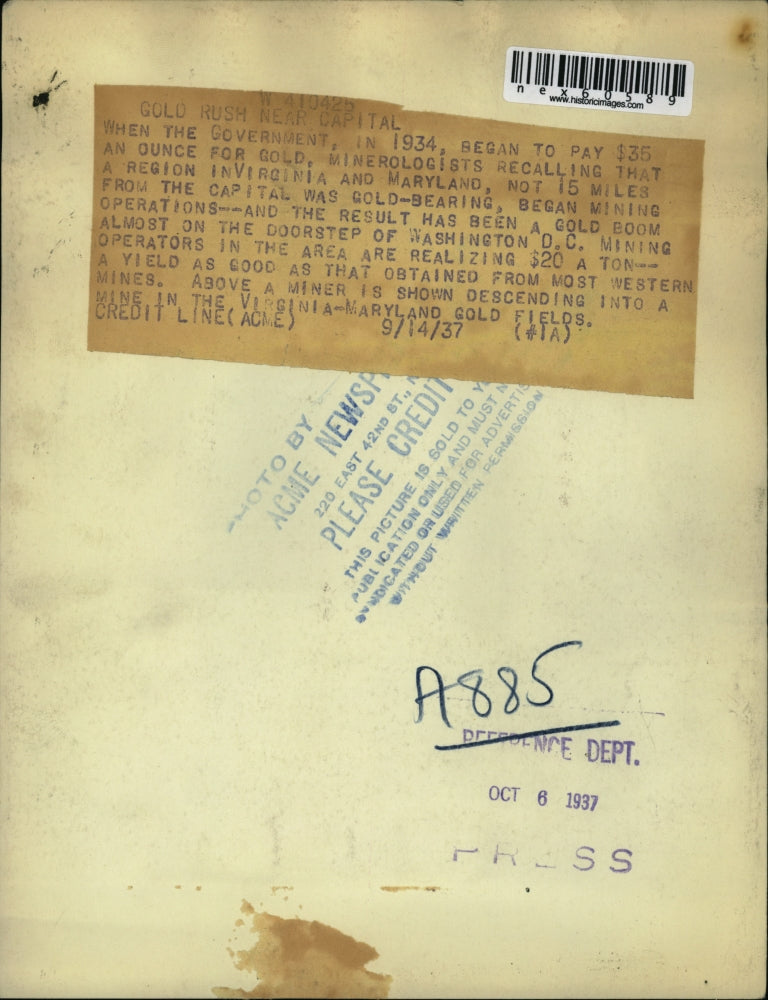 nex60589
www.historicimages.com
W 410425
GOLD RUSH NEAR CAPITAL
WHEN THE GOVERNMENT, IN 1934, BEGAN TO PAY $35
AN OUNCE FOR GOLD, MINEROLOGISTS RECALLING THAT
A REGION INVIRGINIA AND MARYLAND, NOT 15 MILES
FROM THE CAPITAL WAS GOLD-BEARING, BEGAN MINING
OPERATIONS--AND THE RESULT HAS BEEN A GOLD BOOM
ALMOST ON THE DOORSTEP OF WASHINGTON D.C. MINING
OPERATORS IN THE AREA ARE REALIZING $20 A TON--
A YIELD AS GOOD AS THAT OBTAINED FROM MOST WESTERN
MINES. ABOVE A MINER IS SHOWN DESCENDING INTO A
MINE IN THE VIRGINIA-MARYLAND GOLD FIELDS.
CREDIT LINE(ACME) 9/14/37 (#1A)
PHOTO BY
ACME NEWSP
220 EAST 42ND ST., N
PLEASE CREDIT
THIS PICTURE IS SOLD TO Y
PUBLICATION ONLY AND MUST N
SYNDICATED OR USED FOR ADVERTIS
WITHOUT WRITTEN PERMISSION
A885
REFERENCE DEPT.
OCT 6 1937
PRESS